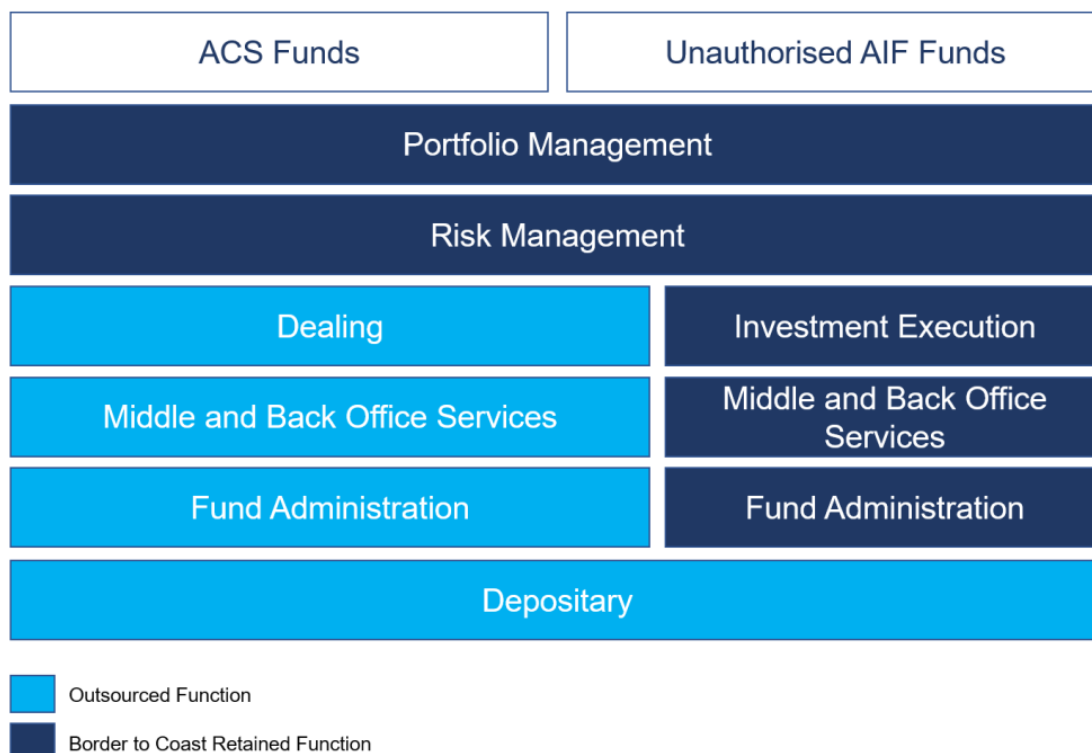 ACS Funds
Unauthorised AIF Funds
Portfolio Management
Risk Management
Dealing
Investment Execution
Middle and Back Office Services
Middle and Back Office
Services
Fund Administration
Fund Administration
Depositary
Outsourced Function
Border to Coast Retained Function